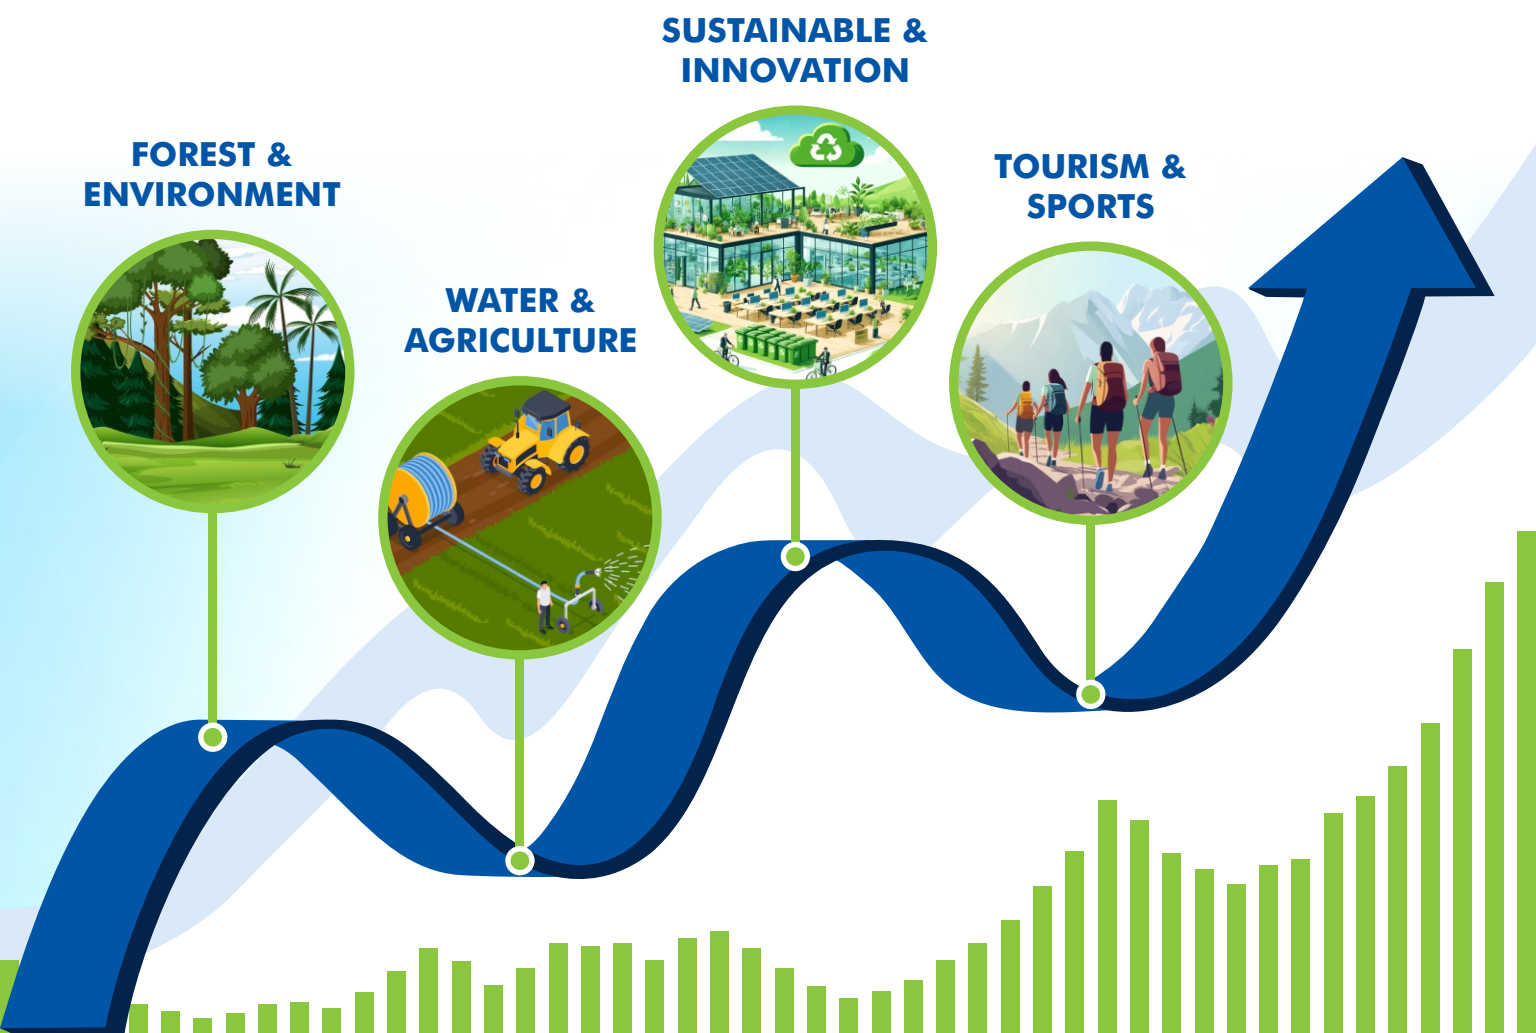 FOREST &
ENVIRONMENT
WATER &
AGRICULTURE
SUSTAINABLE &
INNOVATION
TOURISM &
SPORTS